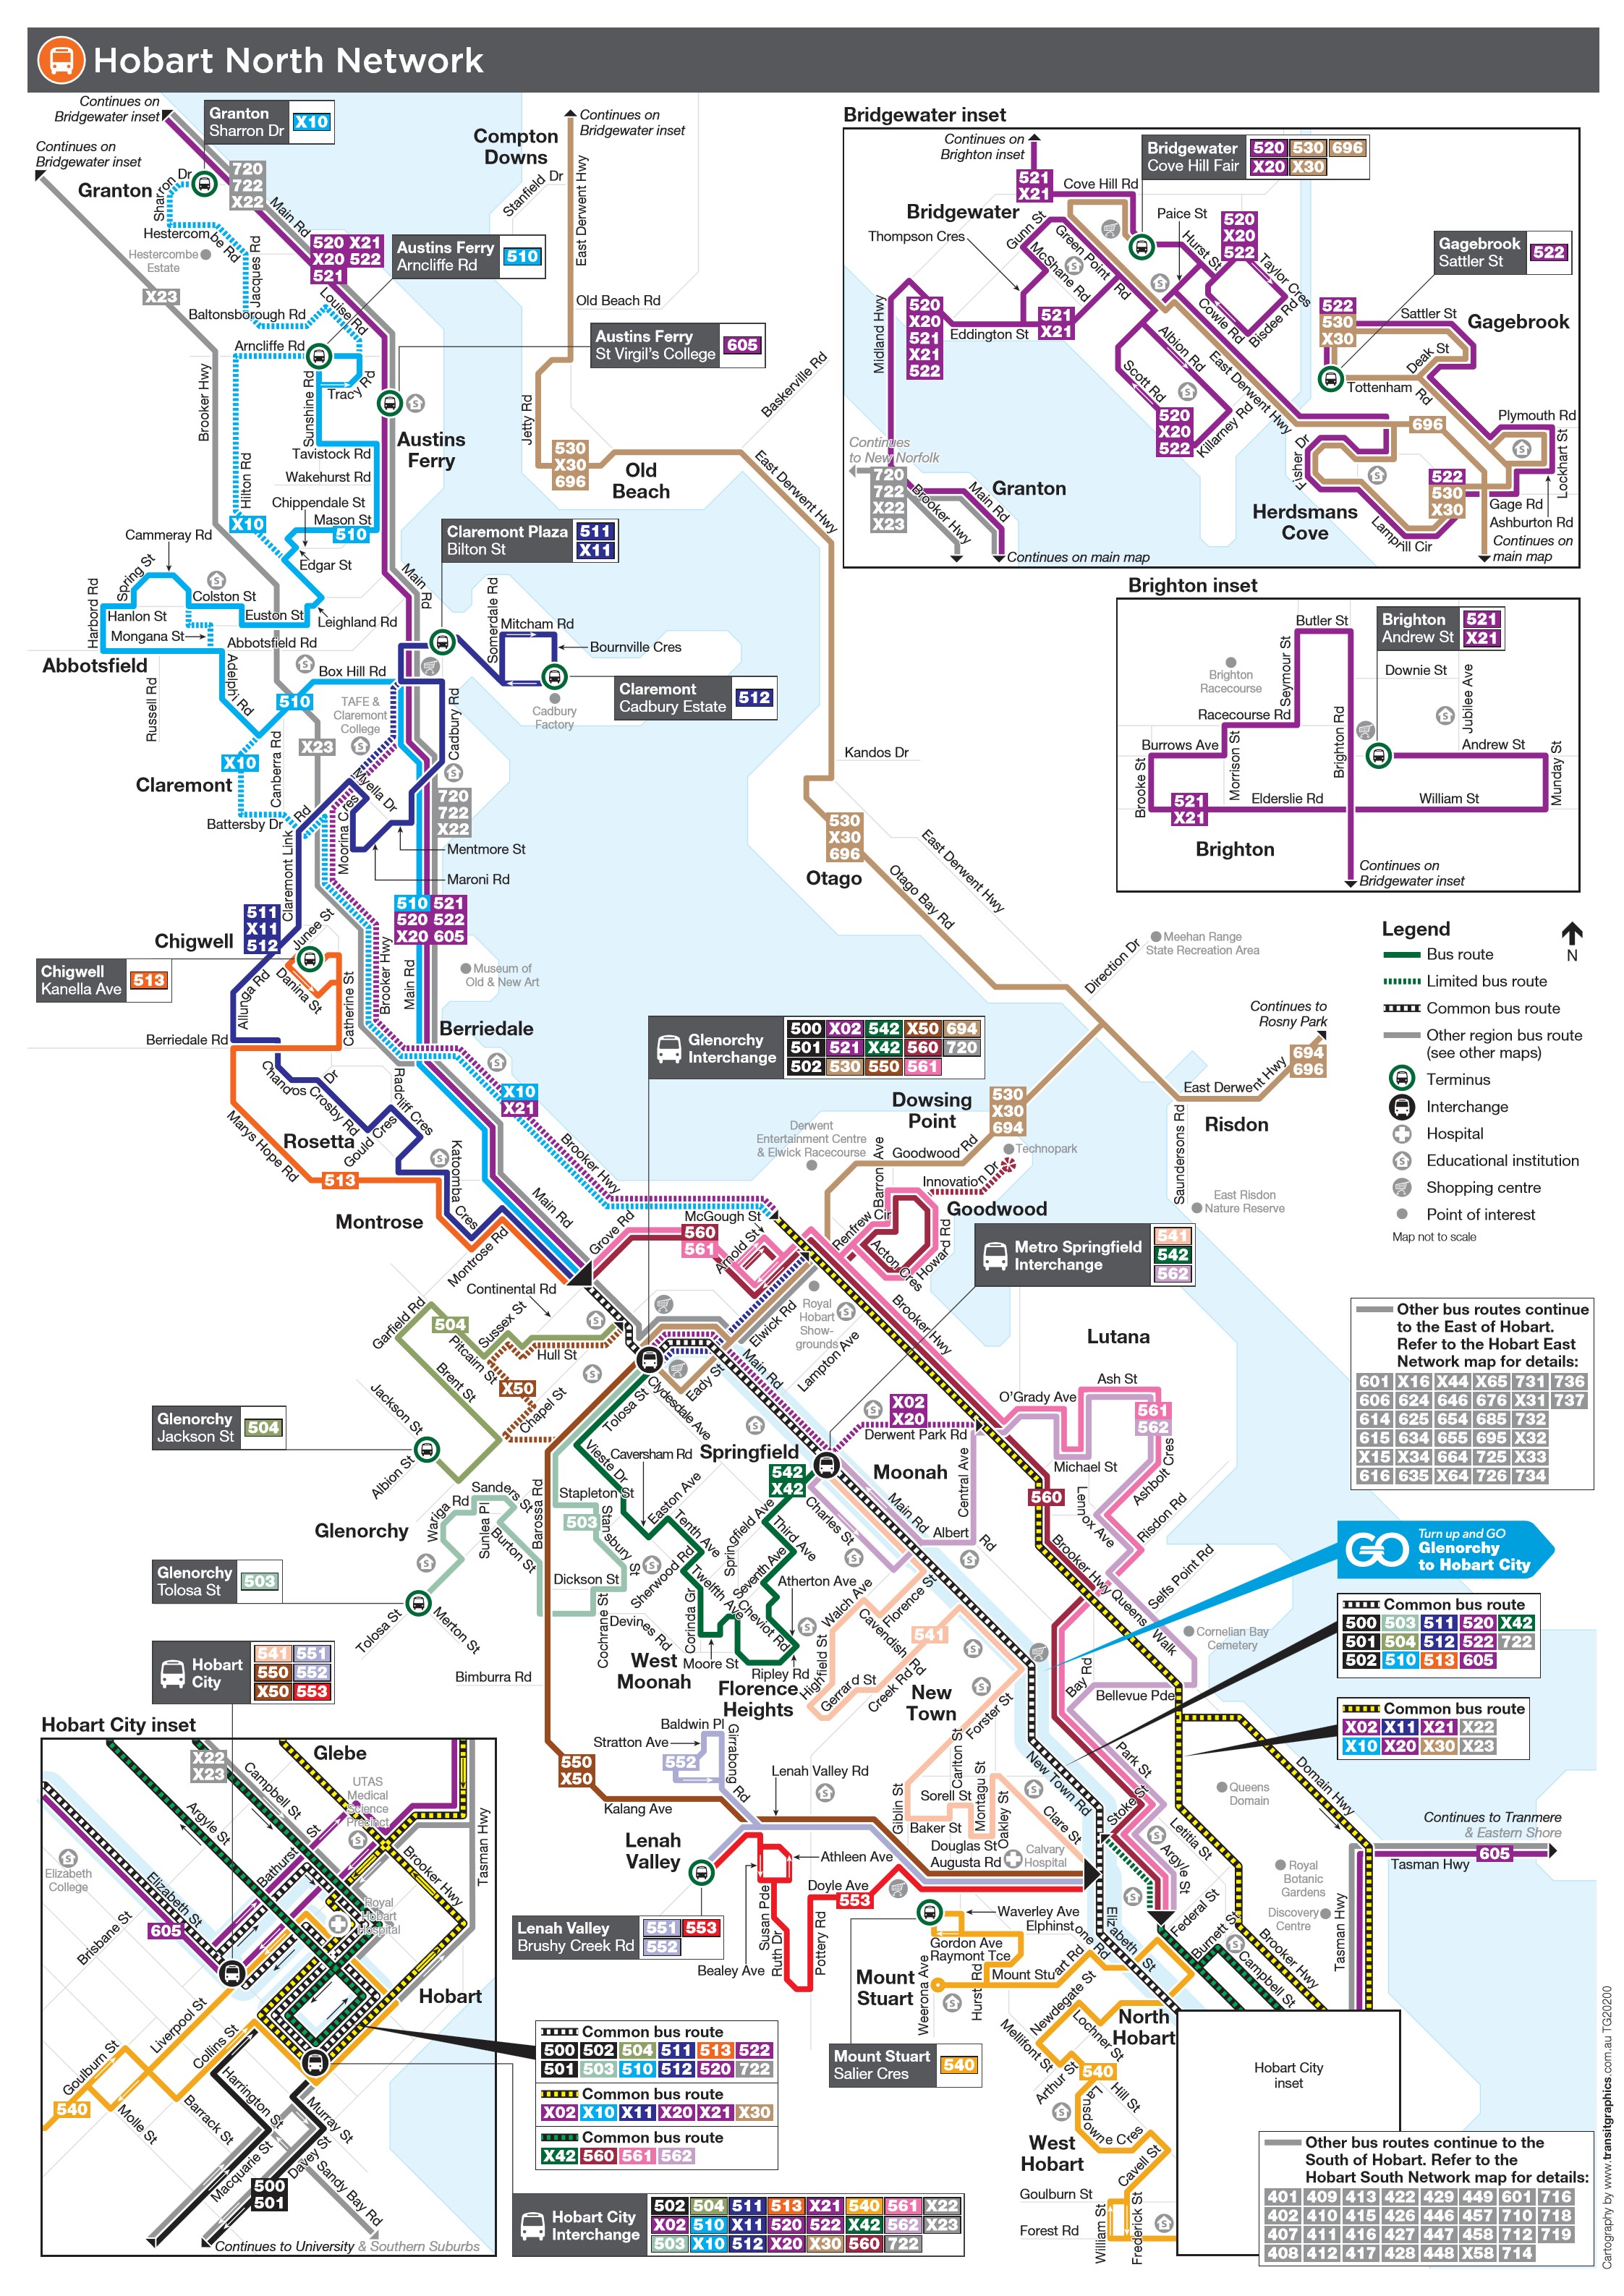 Hobart North Network
Continues on
Bridgewater inset
Granton
Sharron Dr
X10
Continues on
Bridgewater inset
Granton
Sharron Dr
720
722
X22
Main Rd
Hestercombe Rd
Hestercombe
Estate
Jacques Rd
X23
520 X21
X20 522
521
Austins Ferry
Arncliffe Rd
510
Louise Rd
Baltonsborough Rd
Arncliffe Rd
Tracy Rd
Sunshine Rd
Brooker Hwy
Austins Ferry
St Virgil's College
605
Austins
Ferry
Tavistock Rd
Wakehurst Rd
Hilton Rd
Chippendale St
Mason St
X10
510
Cammeray Rd
Edgar St
Spring St
Colston St
Harbord Rd
Hanlon St
Euston St
Leighland Rd
Mongana St
Abbotsfield Rd
Abbotsfield
Adelphi Rd
Russell Rd
Box Hill Rd
510
TAFE &
Claremont
College
X23
X10
Claremont
Canberra Rd
Battersby Dr
Compton
Downs
Continues on
Bridgewater inset
Stanfield Dr
East Derwent Hwy
Old Beach Rd
Jetty Rd
Baskerville Rd
530
X30
696
Old
Beach
East Derwent Hwy
Claremont Plaza
Bilton St
511
X11
Main Rd
Somerdale Rd
Mitcham Rd
Bournville Cres
Claremont
Cadbury Estate
512
Cadbury
Factory
Cadbury Rd
Myella Dr
720
722
X22
Mentmore St
Maroni Rd
Moorina Cres
Claremont Link Rd
510 521
520 522
X20 605
511
X11
512
Chigwell
Junee St
Chigwell
Kanella Ave
513
Danina St
Allunga Rd
Catherine St
Brooker Hwy
Main Rd
Museum of
Old & New Art
Berriedale
Berriedale Rd
Chandos Dr
Crosby Rd
Gould Cres
Radcliff Cres
Rosetta
Marys Hope Rd
513
Katoomba Cres
X10
X21
Brooker Hwy
Main Rd
Montrose
Montrose Rd
Kandos Dr
530
X30
696
Otago
East Derwent Hwy
Otago Bay Rd
Meehan Range
State Recreation Area
Direction Dr
Continues to
Rosny Park
694
696
East Derwent Hwy
Risdon
Saundersons Rd
East Risdon
Nature Reserve
Glenorchy
Interchange
500 X02 542 X50 694
501 521 X42 560 720
502 530 550 561
Dowsing
Point
530
X30
694
Derwent
Entertainment Centre
& Elwick Racecourse
Goodwood Rd
Technopark
Innovation Dr
Barron Ave
Goodwood
Renfrew Cir
Acton Cres
Howard Rd
McGough St
Grove Rd
560
561
Arnold St
Metro Springfield
Interchange
541
542
562
Bridgewater inset
Continues on
Brighton inset
521
X21
Cove Hill Rd
Bridgewater
Cove Hill Fair
520 530 696
X20 X30
Bridgewater
Thompson Cres
Gunn St
Green Point Rd
McShane Rd
Paice St
Hurst St
520
X20
522
Taylor Cres
Gagebrook
Sattler St
522
Midland Hwy
520
X20
521
X21
522
Eddington St
521
X21
Cowle Rd
Bisdee Rd
Albion Rd
Scott Rd
520
X20
522
Killarney Rd
East Derwent Hwy
522
530
X30
Sattler St
Gagebrook
Deak St
Tottenham Rd
Plymouth Rd
696
Lockhart St
Fisher Dr
522
530
X30
Gage Rd
Ashburton Rd
Herdsmans
Cove
Lamprill Cir
Continues on
main map
Continues
to New Norfolk
720
722
X22
X23
Brooker Hwy
Main Rd
Granton
Continues on main map
Brighton inset
Butler St
Brighton
Andrew St
521
X21
Brighton
Racecourse
Seymour St
Downie St
Jubilee Ave
Racecourse Rd
Burrows Ave
Morrison St
Brighton Rd
Andrew St
Brooke St
521
X21
Elderslie Rd
William St
Munday St
Brighton
Continues on
Bridgewater inset
Legend
N
Bus route
Limited bus route
Common bus route
Other region bus route
(see other maps)
Terminus
Interchange
Hospital
Educational institution
Shopping centre
Point of interest
Map not to scale
Other bus routes continue
to the East of Hobart.
Refer to the Hobart East
Network map for details:
601 X16 X44 X65 731 736
606 624 646 676 X31 737
614 625 654 685 732
615 634 655 695 X32
X15 X34 664 725 X33
616 635 X64 726 734
GO
Turn up and GO
Glenorchy
to Hobart City
Common bus route
500 503 511 520 X42
501 504 512 522 722
502 510 513 605
Common bus route
X02 X11 X21 X22
X10 X20 X30 X23
Continental Rd
Garfield Rd
504
Sussex St
Pitcairn St
Hull St
Brent St
X50
Chapel St
Jackson St
Glenorchy
Jackson St
504
Albion St
Tolosa St
Clydesdale Ave
Eady St
Elwick Rd
Royal
Hobart
Show-
grounds
Lampton Ave
Main Rd
Brooker Hwy
Lutana
Ash St
O'Grady Ave
561
562
Michael St
Ashbolt Cres
Lennox Ave
Risdon Rd
X02
X20
Derwent Park Rd
Springfield
Moonah
Central Ave
560
Vieste Dr
Caversham Rd
542
X42
Charles St
Main Rd
Albert Rd
Stapleton St
503
Stansbury St
Easton Ave
Tenth Ave
Springfield Ave
Third Ave
Sherwood Rd
Twelfth Ave
Seventh Ave
Atherton Ave
Cheviot Rd
Sanders St
Wariga Rd
Sunlea Pl
Burton St
Barossa Rd
Glenorchy
Glenorchy
Tolosa St
503
Dickson St
Tolosa St
Merton St
Cochrane St
Devines Rd
Corinda Gr
Moore St
Ripley Rd
West
Moonah
Florence
Heights
Highfield St
Walch Ave
Florence St
Cavendish Rd
541
Gerrard St
Creek Rd
New
Town
Forster St
Brooker Hwy
Queens Walk
Selfs Point Rd
Cornelian Bay
Cemetery
Bay Rd
Bellevue Pde
Bimburra Rd
Hobart
City
541 551
550 552
X50 553
550
X50
Kalang Ave
Baldwin Pl
Stratton Ave
552
Girrabong Rd
Lenah Valley Rd
Lenah
Valley
Athleen Ave
Doyle Ave
553
Susan Pde
Ruth Dr
Pottery Rd
Bealey Ave
Lenah Valley
Brushy Creek Rd
551 553
552
Giblin St
Carlton St
Sorell St
Montagu St
Baker St
Douglas St
Oakley St
Augusta Rd
Clare St
Calvary
Hospital
New Town Rd
Park St
Stoke St
Letitia St
Argyle St
Queens
Domain
Domain Hwy
Continues to Tranmere
& Eastern Shore
605
Tasman Hwy
Royal
Botanic
Gardens
Discovery
Centre
Tasman Hwy
Federal St
Burnett St
Campbell St
Brooker Hwy
Waverley Ave
Elphinstone Rd
Elizabeth St
Gordon Ave
Raymont Tce
Mount Stuart Rd
Mount
Stuart
Weerona Ave
Hurst Rd
Newdegate St
Mount Stuart
Salier Cres
540
North
Hobart
Lochner St
Mellifont St
Arthur St
540
Hill St
Lansdowne Cres
West
Hobart
Cavell St
Goulburn St
Forest Rd
William St
Frederick St
Hobart City
inset
Other bus routes continue to the
South of Hobart. Refer to the
Hobart South Network map for details:
401 409 413 422 429 449 601 716
402 410 415 426 446 457 710 718
407 411 416 427 447 458 712 719
408 412 417 428 448 X58 714
Hobart City inset
X22
X23
Glebe
Campbell St
UTAS
Medical
Science
Precinct
Argyle St
Bathurst St
Brooker Hwy
Tasman Hwy
Elizabeth
College
Elizabeth St
Royal
Hobart
Hospital
Brisbane St
605
Hobart
Liverpool St
Collins St
Goulburn St
540
Molle St
Barrack St
Harrington St
Murray St
Macquarie St
Davey St
Sandy Bay Rd
500
501
Continues to University & Southern Suburbs
Common bus route
500 502 504 511 513 522
501 503 510 512 520 722
Common bus route
X02 X10 X11 X20 X21 X30
Common bus route
X42 560 561 562
Hobart City
Interchange
502 504 511 513 X21 540 561 X22
X02 510 X11 520 522 X42 562 X23
503 X10 512 X20 X30 560 722
Cartography by www.transitgraphics.com.au TG20200